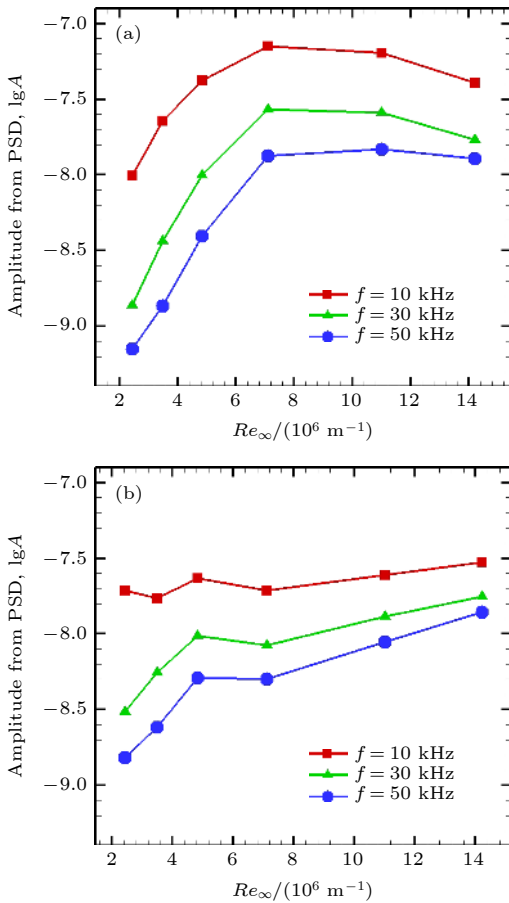 (a)
Amplitude from PSD, lgA
−7.0
−7.5
−8.0
−8.5
−9.0
f = 10 kHz
f = 30 kHz
f = 50 kHz
2 4 6 8 10 12 14
Re∞/(10⁶ m⁻¹)
(b)
Amplitude from PSD, lgA
−7.0
−7.5
−8.0
−8.5
−9.0
f = 10 kHz
f = 30 kHz
f = 50 kHz
2 4 6 8 10 12 14
Re∞/(10⁶ m⁻¹)